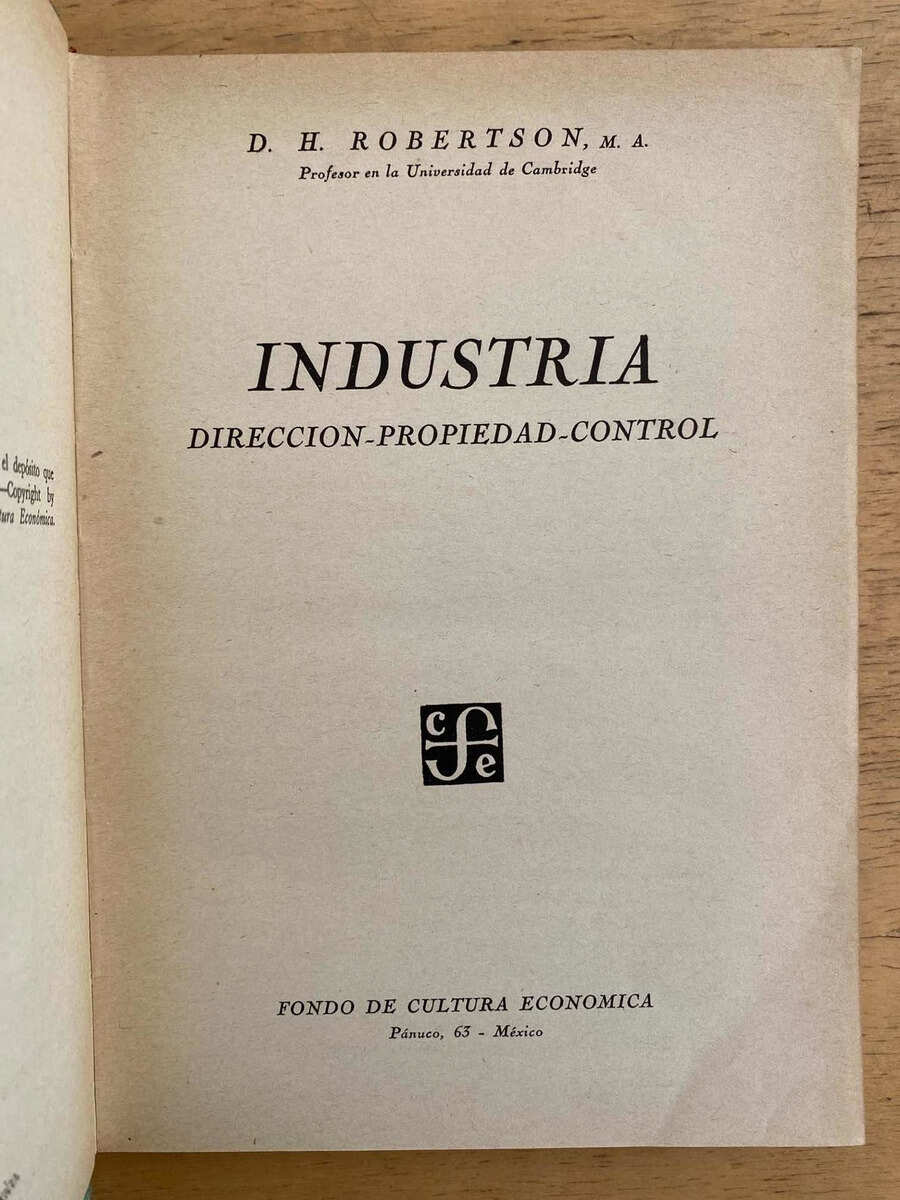 el depósito que
—Copyright by
tura Económica.
D. H. ROBERTSON, M. A.
Profesor en la Universidad de Cambridge
INDUSTRIA
DIRECCION-PROPIEDAD-CONTROL
c f e
FONDO DE CULTURA ECONOMICA
Pánuco, 63 - México